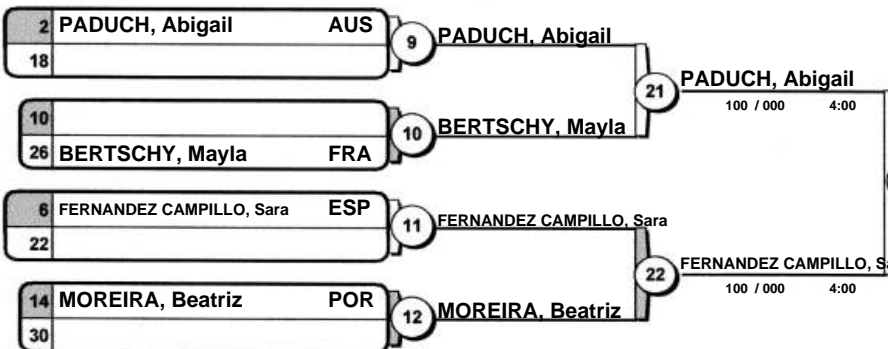 2 PADUCH, Abigail AUS
18
9 PADUCH, Abigail
10
26 BERTSCHY, Mayla FRA
10 BERTSCHY, Mayla
21 PADUCH, Abigail
100 / 000 4:00
6 FERNANDEZ CAMPILLO, Sara ESP
22
11 FERNANDEZ CAMPILLO, Sara
14 MOREIRA, Beatriz POR
30
12 MOREIRA, Beatriz
22 FERNANDEZ CAMPILLO, Sa
100 / 000 4:00